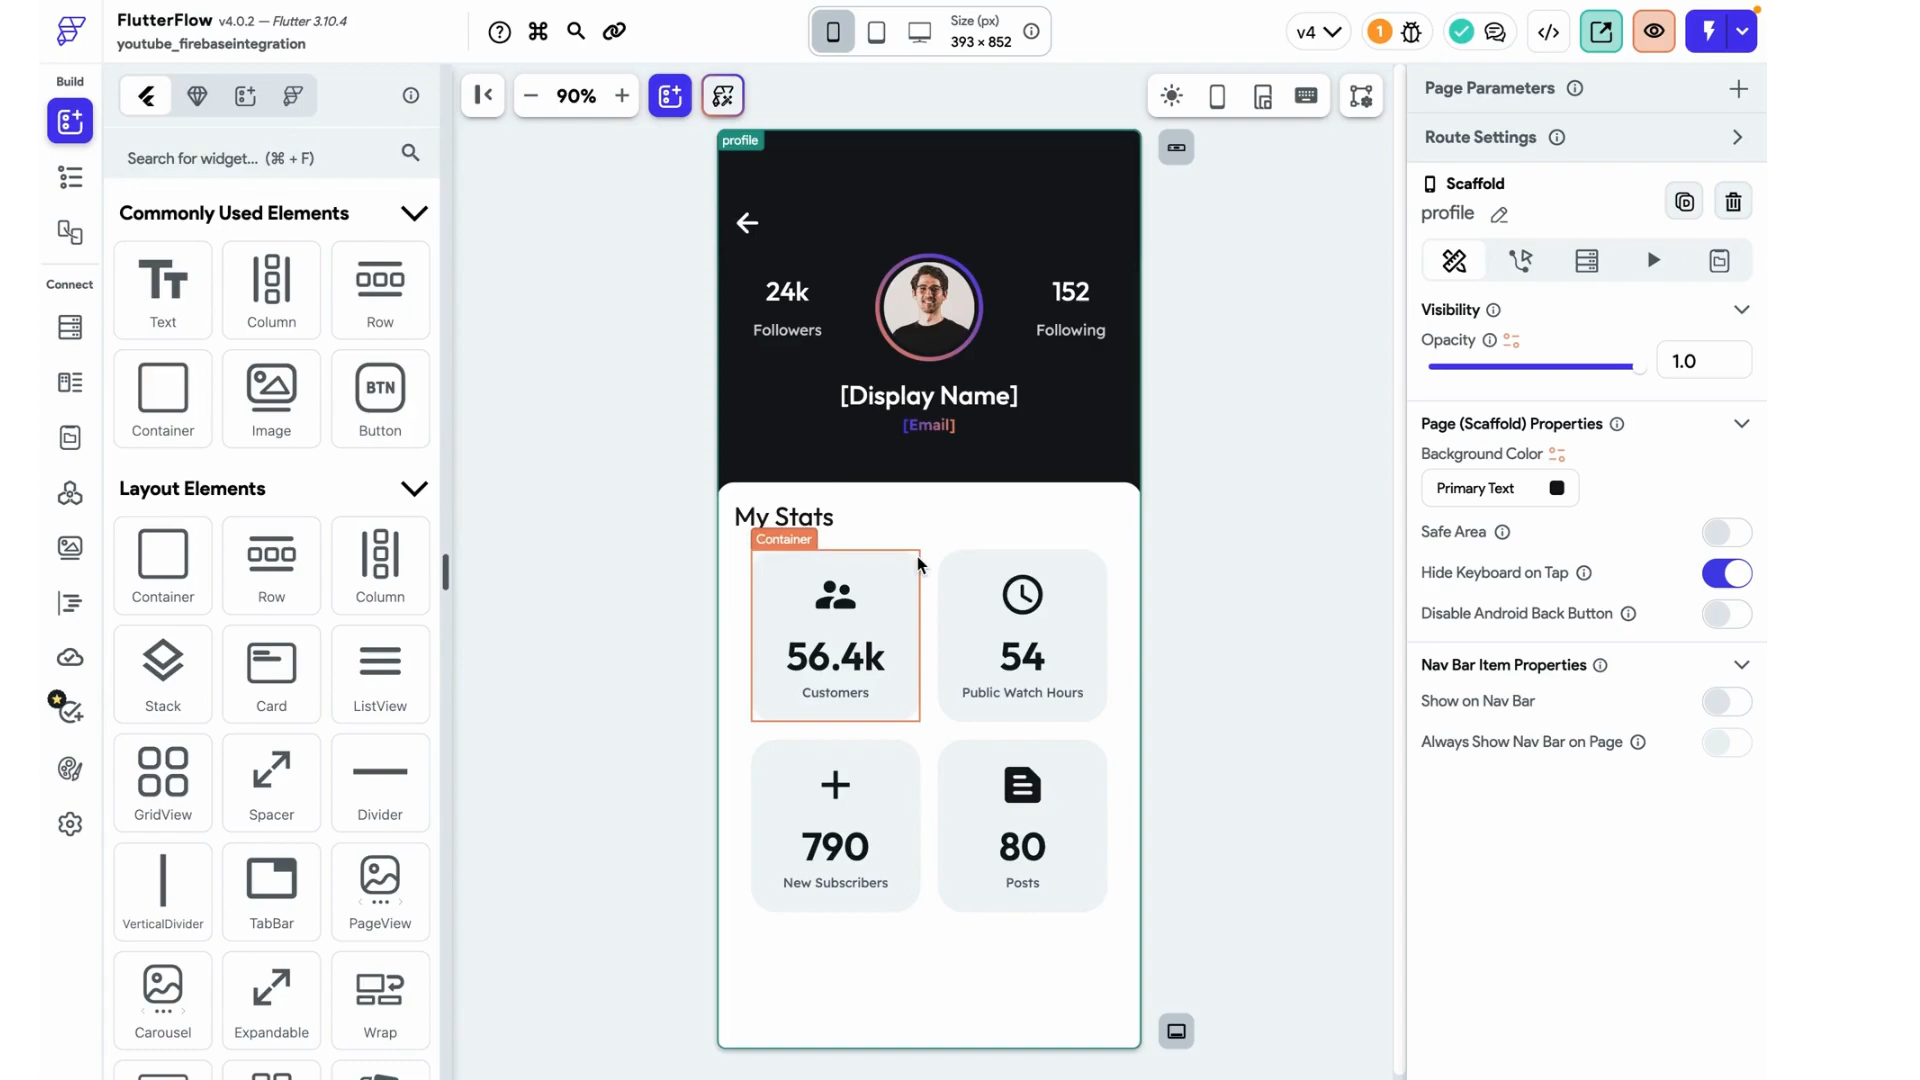 FlutterFlow v4.0.2 — Flutter 3.10.4
youtube_firebaseintegration
Size (px)
393 × 852
v4
1
Build
Connect
Search for widget... (⌘ + F)
Commonly Used Elements
Text
Column
Row
Container
Image
BTN
Button
Layout Elements
Container
Row
Column
Stack
Card
ListView
GridView
Spacer
Divider
VerticalDivider
TabBar
PageView
Carousel
Expandable
Wrap
90%
profile
24k
Followers
152
Following
[Display Name]
[Email]
My Stats
Container
56.4k
Customers
54
Public Watch Hours
790
New Subscribers
80
Posts
Page Parameters
Route Settings
Scaffold
profile
Visibility
Opacity
1.0
Page (Scaffold) Properties
Background Color
Primary Text
Safe Area
Hide Keyboard on Tap
Disable Android Back Button
Nav Bar Item Properties
Show on Nav Bar
Always Show Nav Bar on Page